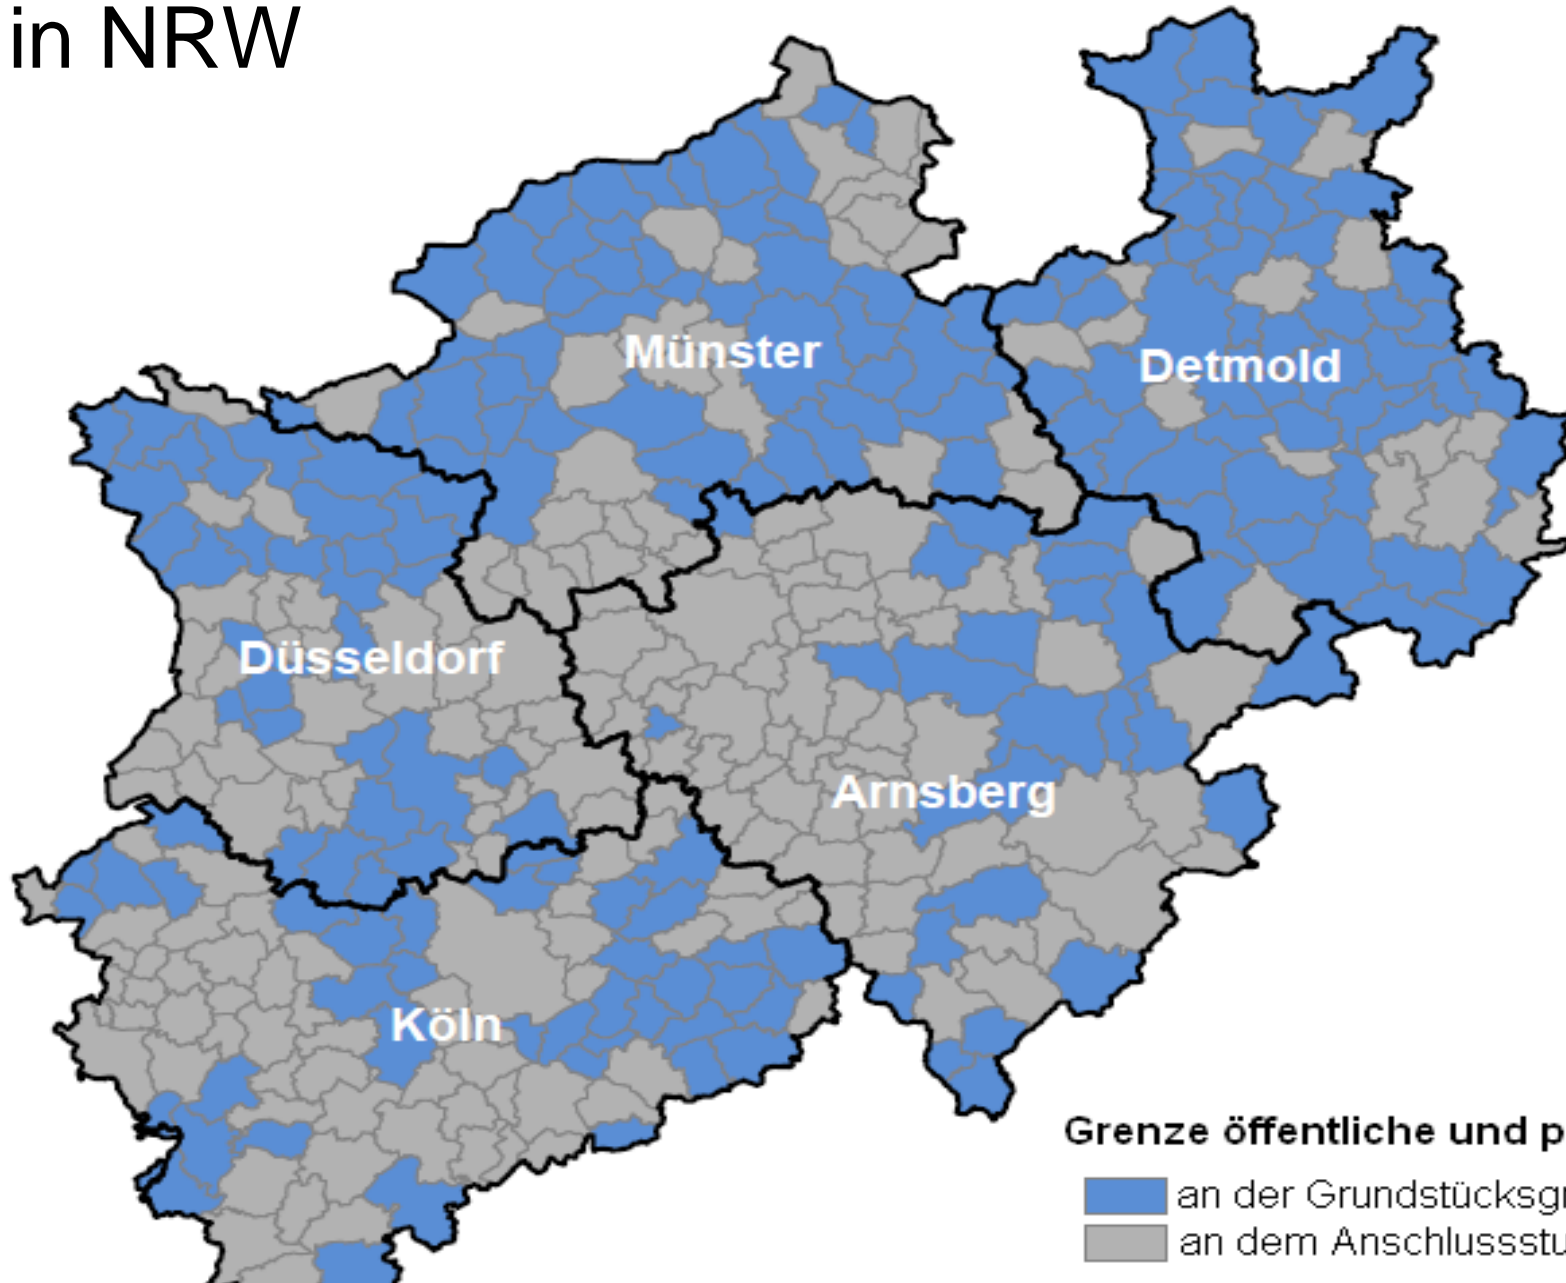 in NRW
Münster
Detmold
Düsseldorf
Arnsberg
Köln
Grenze öffentliche und p
an der Grundstücksgr
an dem Anschlussstu